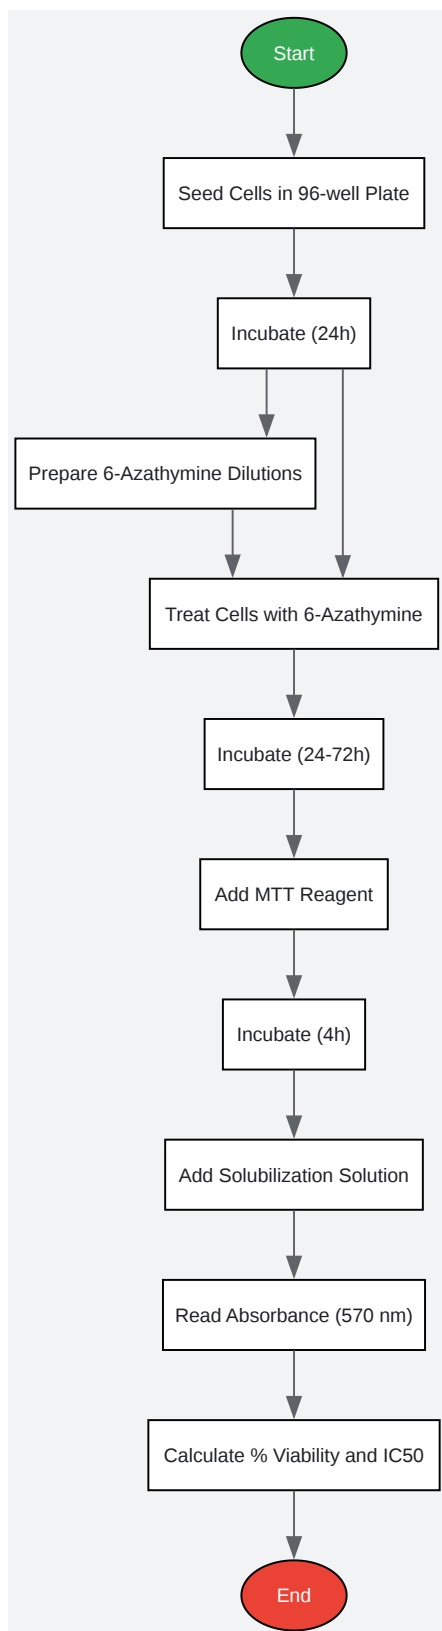 Start
Seed Cells in 96-well Plate
Incubate (24h)
Prepare 6-Azathymine Dilutions
Treat Cells with 6-Azathymine
Incubate (24-72h)
Add MTT Reagent
Incubate (4h)
Add Solubilization Solution
Read Absorbance (570 nm)
Calculate % Viability and IC50
End